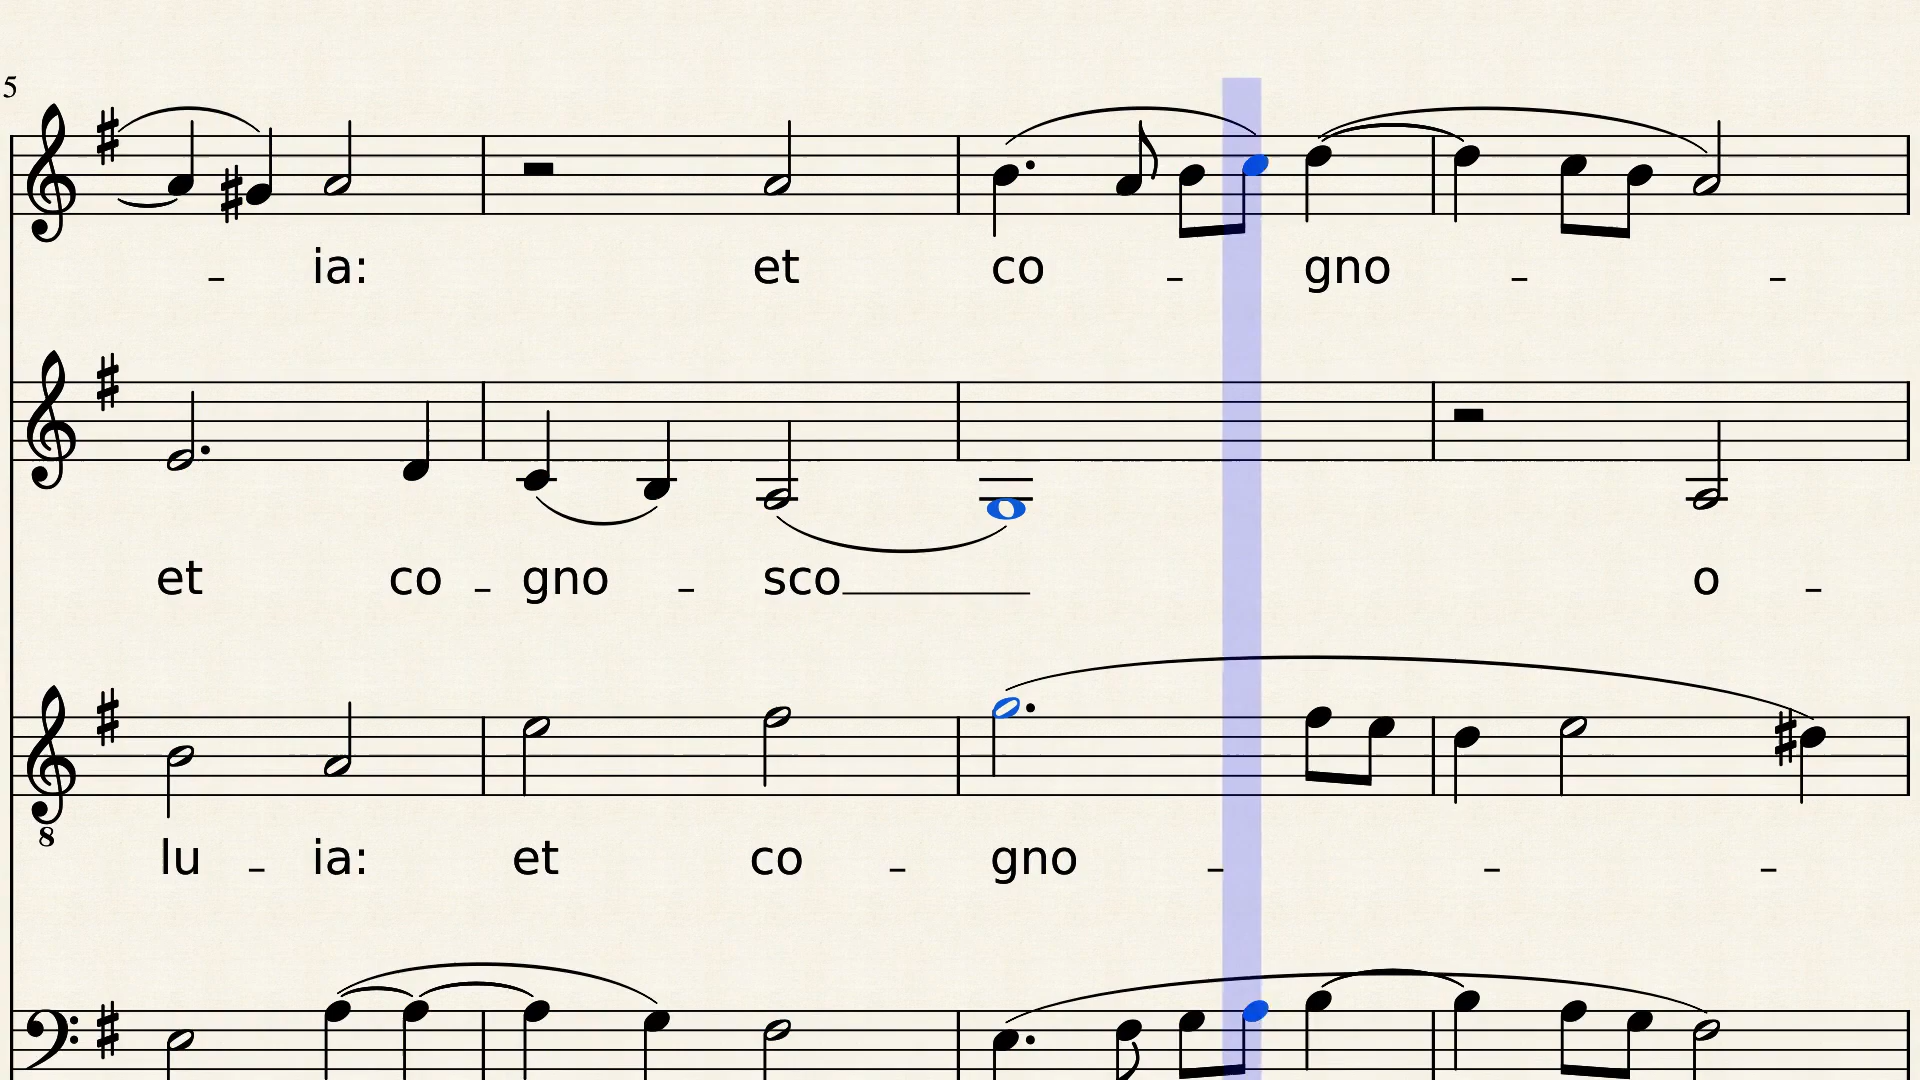 5
– ia: et co – gno – –
et co – gno – sco o –
8
lu – ia: et co – gno – – –